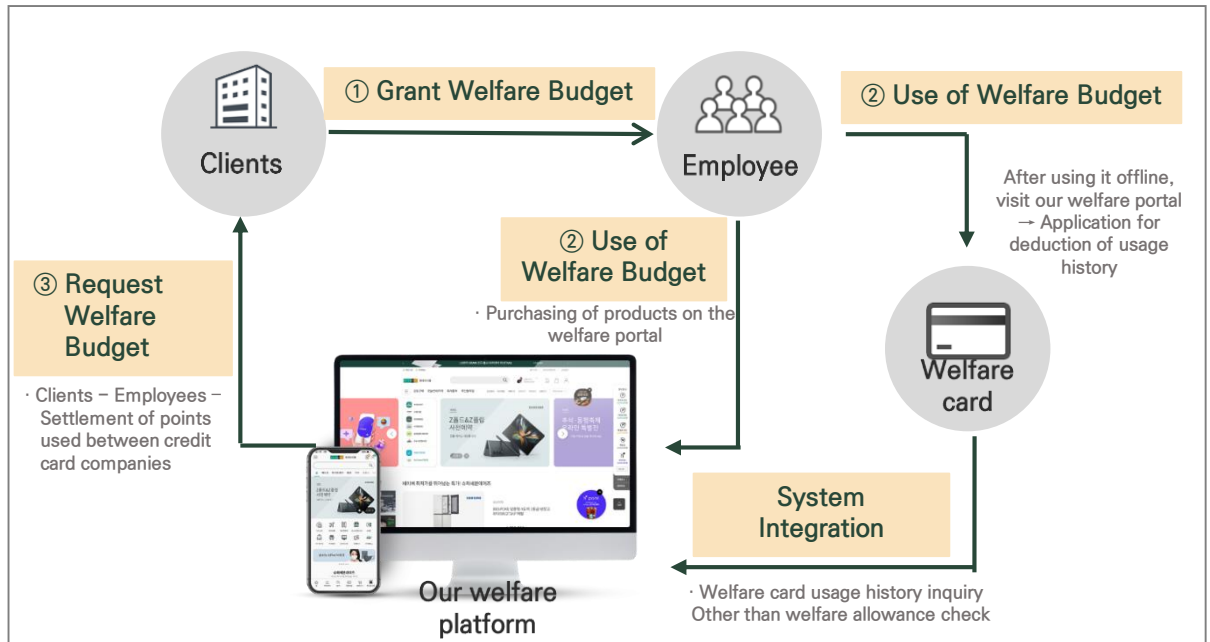 ① Grant Welfare Budget
② Use of Welfare Budget
Clients
Employee
After using it offline,
visit our welfare portal
→ Application for
deduction of usage
history
② Use of
Welfare Budget
· Purchasing of products on the
welfare portal
③ Request
Welfare
Budget
· Clients – Employees –
Settlement of points
used between credit
card companies
Welfare
card
System
Integration
· Welfare card usage history inquiry
Other than welfare allowance check
Our welfare
platform